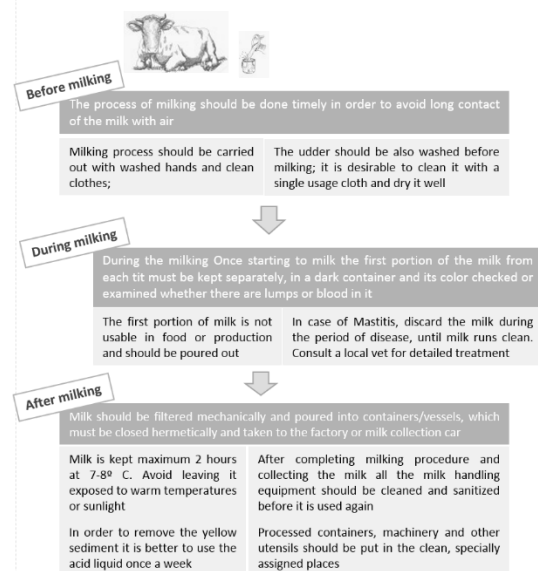 Before milking
The process of milking should be done timely in order to avoid long contact
of the milk with air
Milking process should be carried
out with washed hands and clean
clothes;
The udder should be also washed before
milking; it is desirable to clean it with a
single usage cloth and dry it well
During milking
During the milking Once starting to milk the first portion of the milk from
each tit must be kept separately, in a dark container and its color checked or
examined whether there are lumps or blood in it
The first portion of milk is not
usable in food or production
and should be poured out
In case of Mastitis, discard the milk during
the period of disease, until milk runs clean.
Consult a local vet for detailed treatment
After milking
Milk should be filtered mechanically and poured into containers/vessels, which
must be closed hermetically and taken to the factory or milk collection car
Milk is kept maximum 2 hours
at 7-8º C. Avoid leaving it
exposed to warm temperatures
or sunlight
In order to remove the yellow
sediment it is better to use the
acid liquid once a week
After completing milking procedure and
collecting the milk all the milk handling
equipment should be cleaned and sanitized
before it is used again
Processed containers, machinery and other
utensils should be put in the clean, specially
assigned places